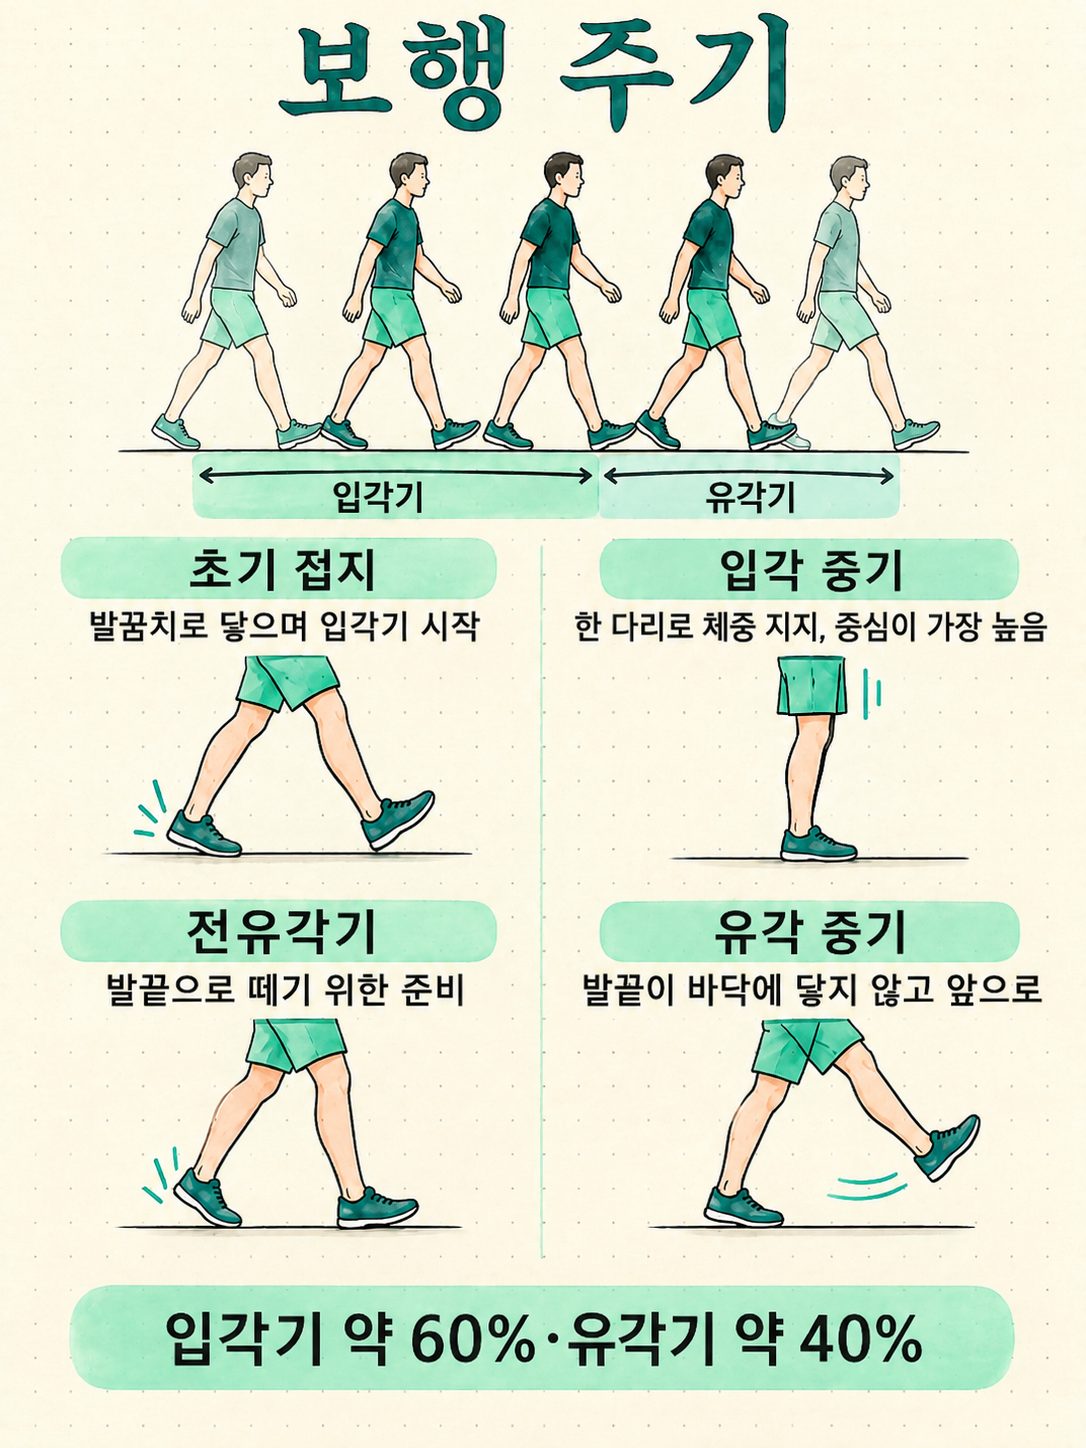 보행 주기
입각기
유각기
초기 접지
발꿈치로 닿으며 입각기 시작
입각 중기
한 다리로 체중 지지, 중심이 가장 높음
전유각기
발끝으로 떼기 위한 준비
유각 중기
발끝이 바닥에 닿지 않고 앞으로
입각기 약 60%·유각기 약 40%